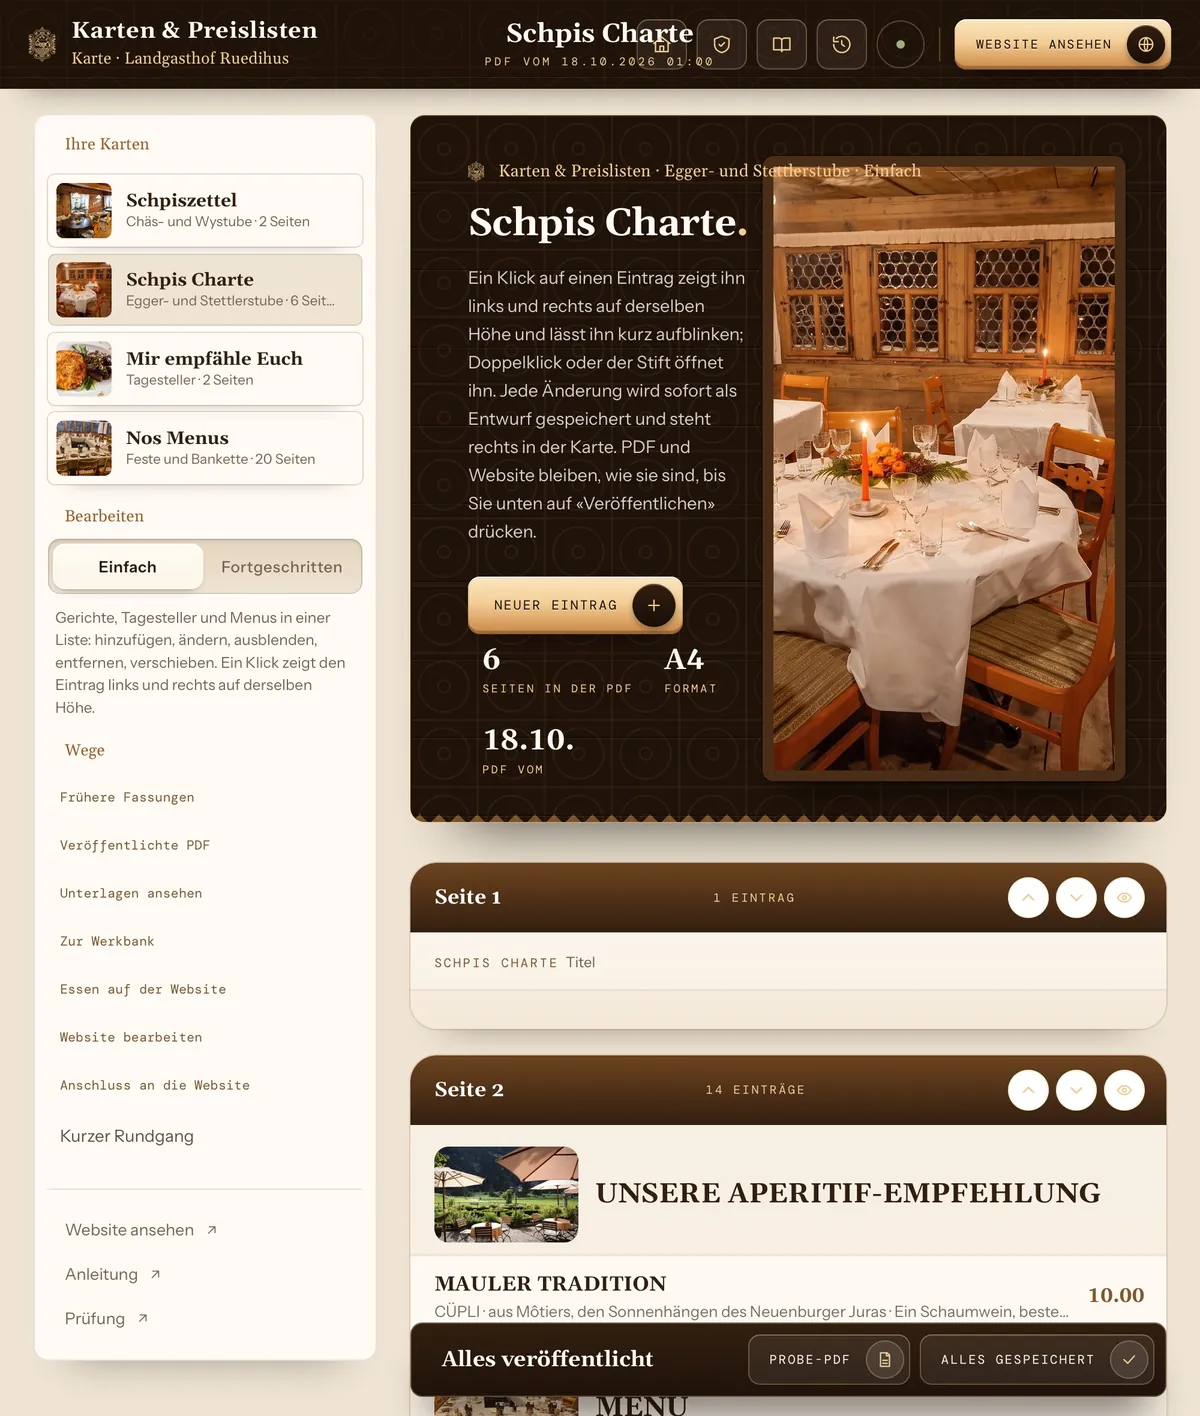 Karten & Preislisten
Karte · Landgasthof Ruedihus
Schpis Charte
PDF VOM 18.10.2026 01:00
WEBSITE ANSEHEN
Ihre Karten
Schpiszettel
Chäs- und Wystube · 2 Seiten
Schpis Charte
Egger- und Stettlerstube · 6 Seit...
Mir empfähle Euch
Tagesteller · 2 Seiten
Nos Menus
Feste und Bankette · 20 Seiten
Bearbeiten
Einfach
Fortgeschritten
Gerichte, Tagesteller und Menus in einer
Liste: hinzufügen, ändern, ausblenden,
entfernen, verschieben. Ein Klick zeigt den
Eintrag links und rechts auf derselben
Höhe.
Wege
Frühere Fassungen
Veröffentlichte PDF
Unterlagen ansehen
Zur Werkbank
Essen auf der Website
Website bearbeiten
Anschluss an die Website
Kurzer Rundgang
Website ansehen
Anleitung
Prüfung
Karten & Preislisten · Egger- und Stettlerstube · Einfach
Schpis Charte.
Ein Klick auf einen Eintrag zeigt ihn
links und rechts auf derselben
Höhe und lässt ihn kurz aufblinken;
Doppelklick oder der Stift öffnet
ihn. Jede Änderung wird sofort als
Entwurf gespeichert und steht
rechts in der Karte. PDF und
Website bleiben, wie sie sind, bis
Sie unten auf «Veröffentlichen»
drücken.
NEUER EINTRAG
6
SEITEN IN DER PDF
A4
FORMAT
18.10.
PDF VOM
Seite 1
1 EINTRAG
SCHPIS CHARTE Titel
Seite 2
14 EINTRÄGE
UNSERE APERITIF-EMPFEHLUNG
MAULER TRADITION
CÜPLI · aus Môtiers, den Sonnenhängen des Neuenburger Juras · Ein Schaumwein, beste...
10.00
Alles veröffentlicht
PROBE-PDF
ALLES GESPEICHERT
MENU